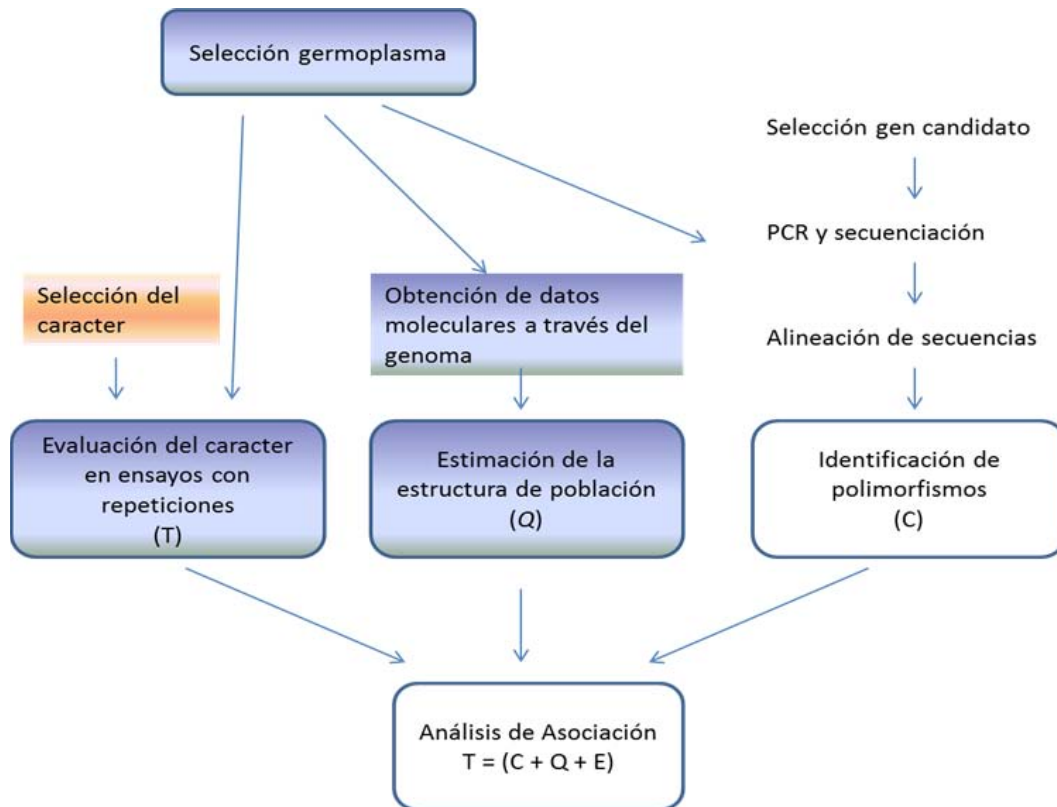 Selección germoplasma
Selección gen candidato
PCR y secuenciación
Alineación de secuencias
Selección del
caracter
Obtención de datos
moleculares a través del
genoma
Evaluación del caracter
en ensayos con
repeticiones
(T)
Estimación de la
estructura de población
(Q)
Identificación de
polimorfismos
(C)
Análisis de Asociación
T = (C + Q + E)